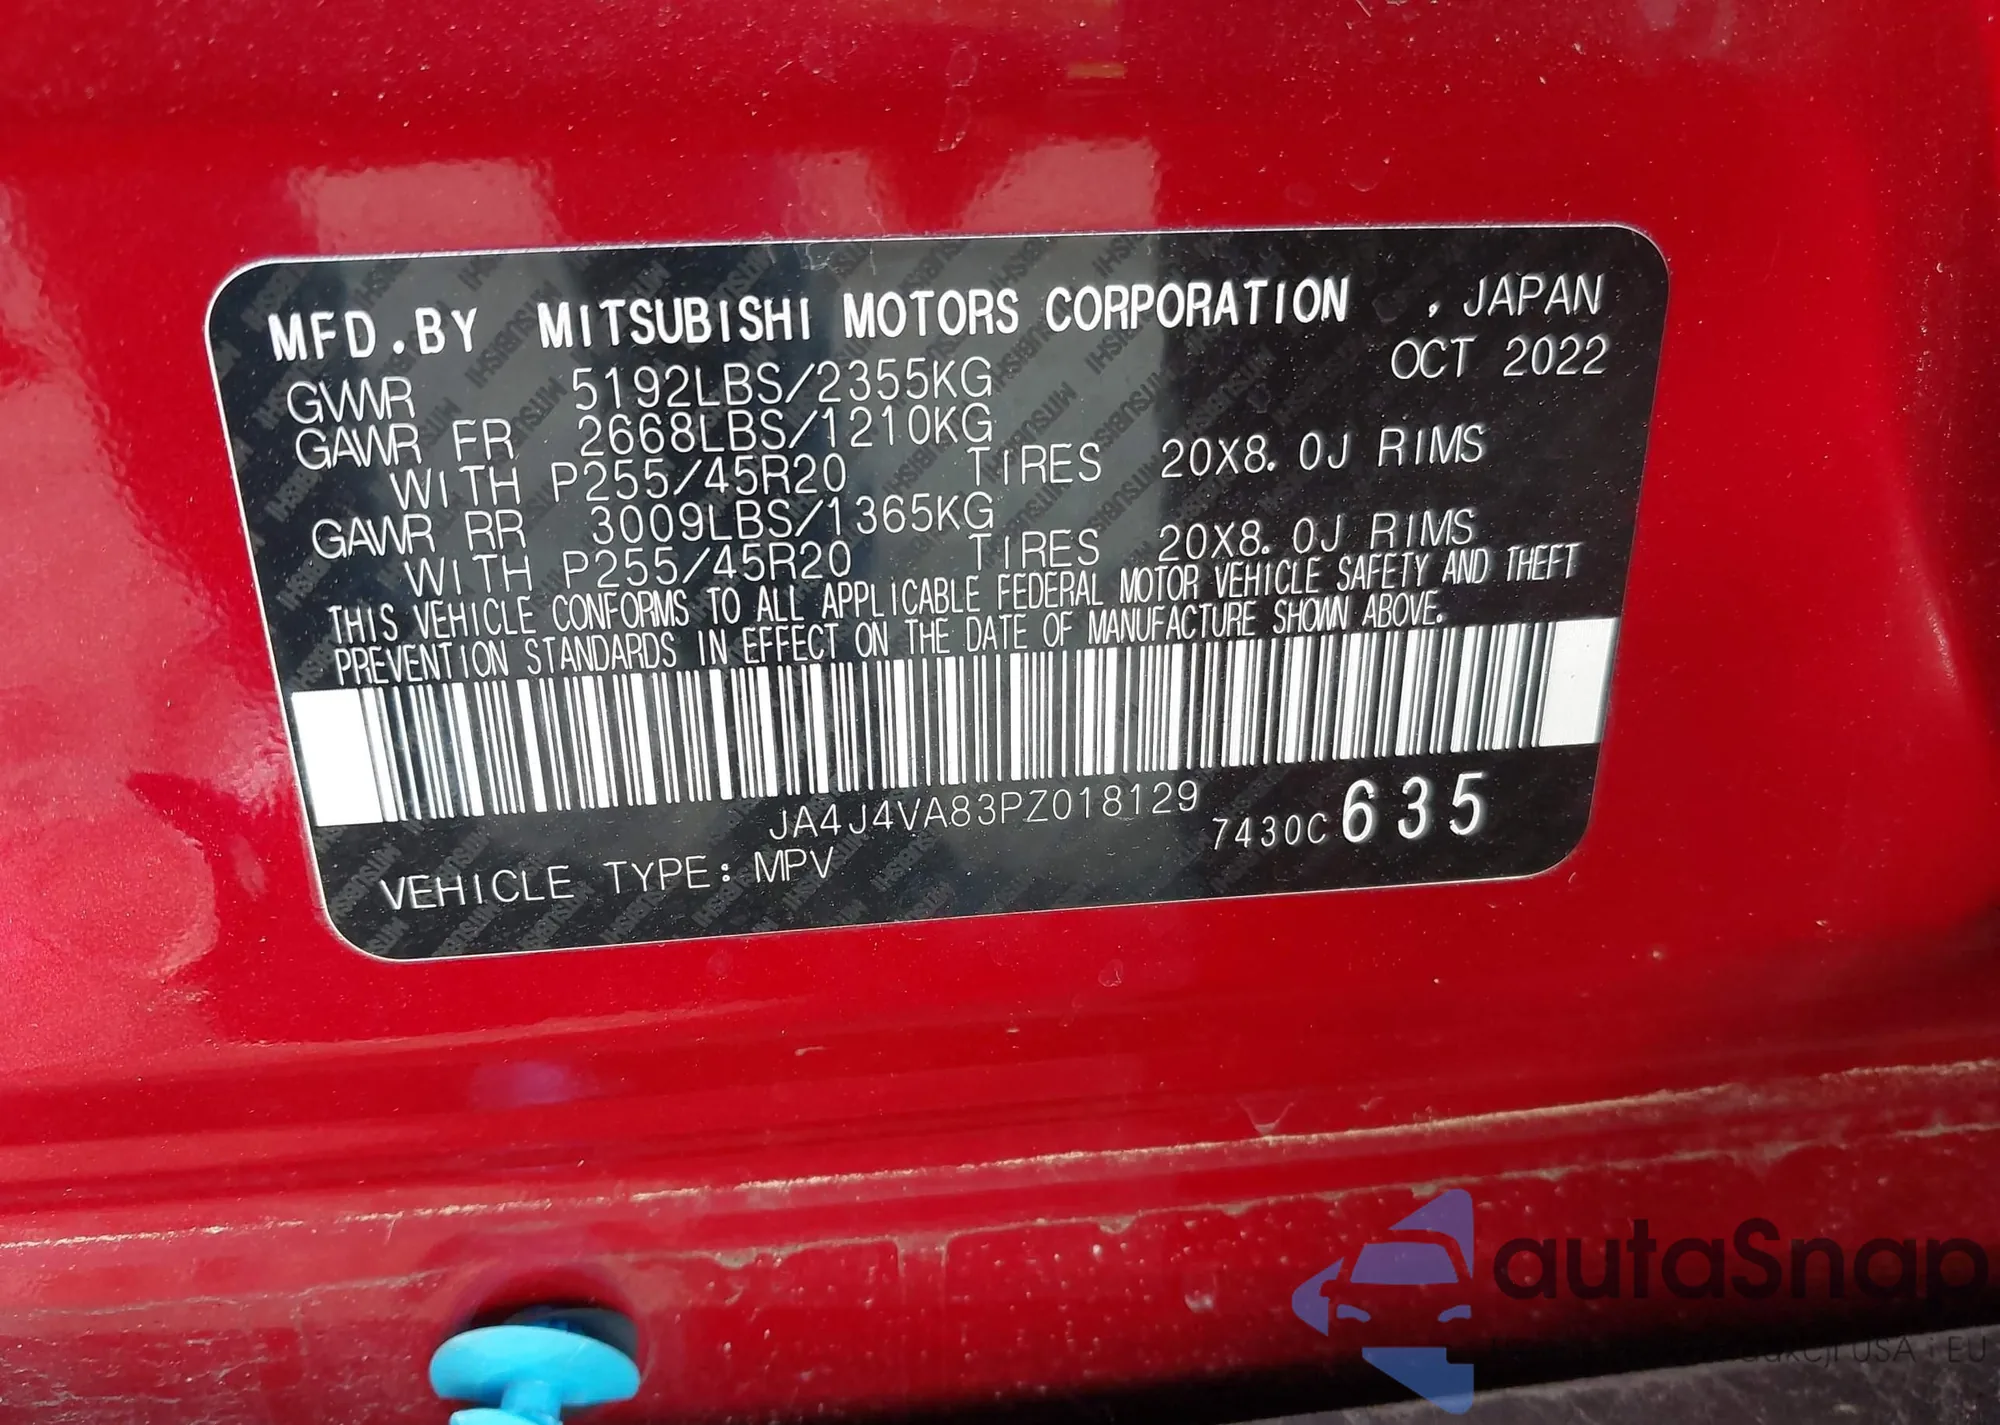 MFD.BY MITSUBISHI MOTORS CORPORATION , JAPAN
OCT 2022
GVWR 5192LBS/2355KG
GAWR FR 2668LBS/1210KG
WITH P255/45R20 TIRES 20X8.0J RIMS
GAWR RR 3009LBS/1365KG
WITH P255/45R20 TIRES 20X8.0J RIMS
THIS VEHICLE CONFORMS TO ALL APPLICABLE FEDERAL MOTOR VEHICLE SAFETY AND THEFT
PREVENTION STANDARDS IN EFFECT ON THE DATE OF MANUFACTURE SHOWN ABOVE.
JA4J4VA83PZ018129 7430C 635
VEHICLE TYPE: MPV
autaSnap
USA i EU